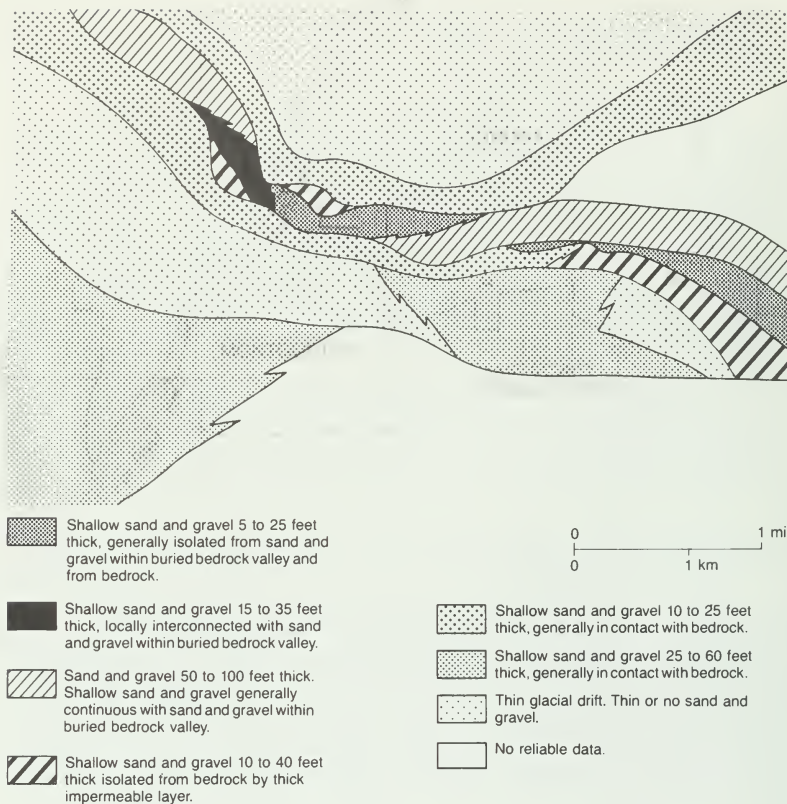 Shallow sand and gravel 5 to 25 feet
thick, generally isolated from sand and
gravel within buried bedrock valley and
from bedrock.
Shallow sand and gravel 15 to 35 feet
thick, locally interconnected with sand
and gravel within buried bedrock valley.
Sand and gravel 50 to 100 feet thick.
Shallow sand and gravel generally
continuous with sand and gravel within
buried bedrock valley.
Shallow sand and gravel 10 to 40 feet
thick isolated from bedrock by thick
impermeable layer.
0 1 mi
0 1 km
Shallow sand and gravel 10 to 25 feet
thick, generally in contact with bedrock.
Shallow sand and gravel 25 to 60 feet
thick, generally in contact with bedrock.
Thin glacial drift. Thin or no sand and
gravel.
No reliable data.